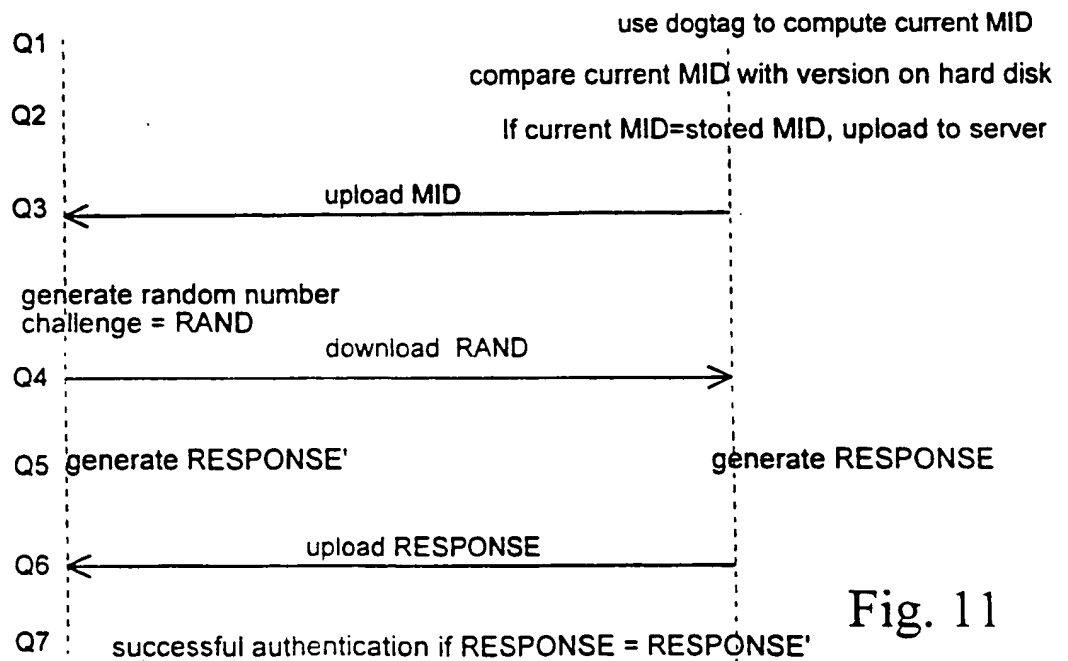 use dogtag to compute current MID
Q1
compare current MID with version on hard disk
Q2
If current MID=stored MID, upload to server
upload MID
Q3
generate random number
challenge = RAND
download RAND
Q4
Q5 generate RESPONSE' generate RESPONSE
upload RESPONSE
Q6
Fig. 11
Q7 successful authentication if RESPONSE = RESPONSE'